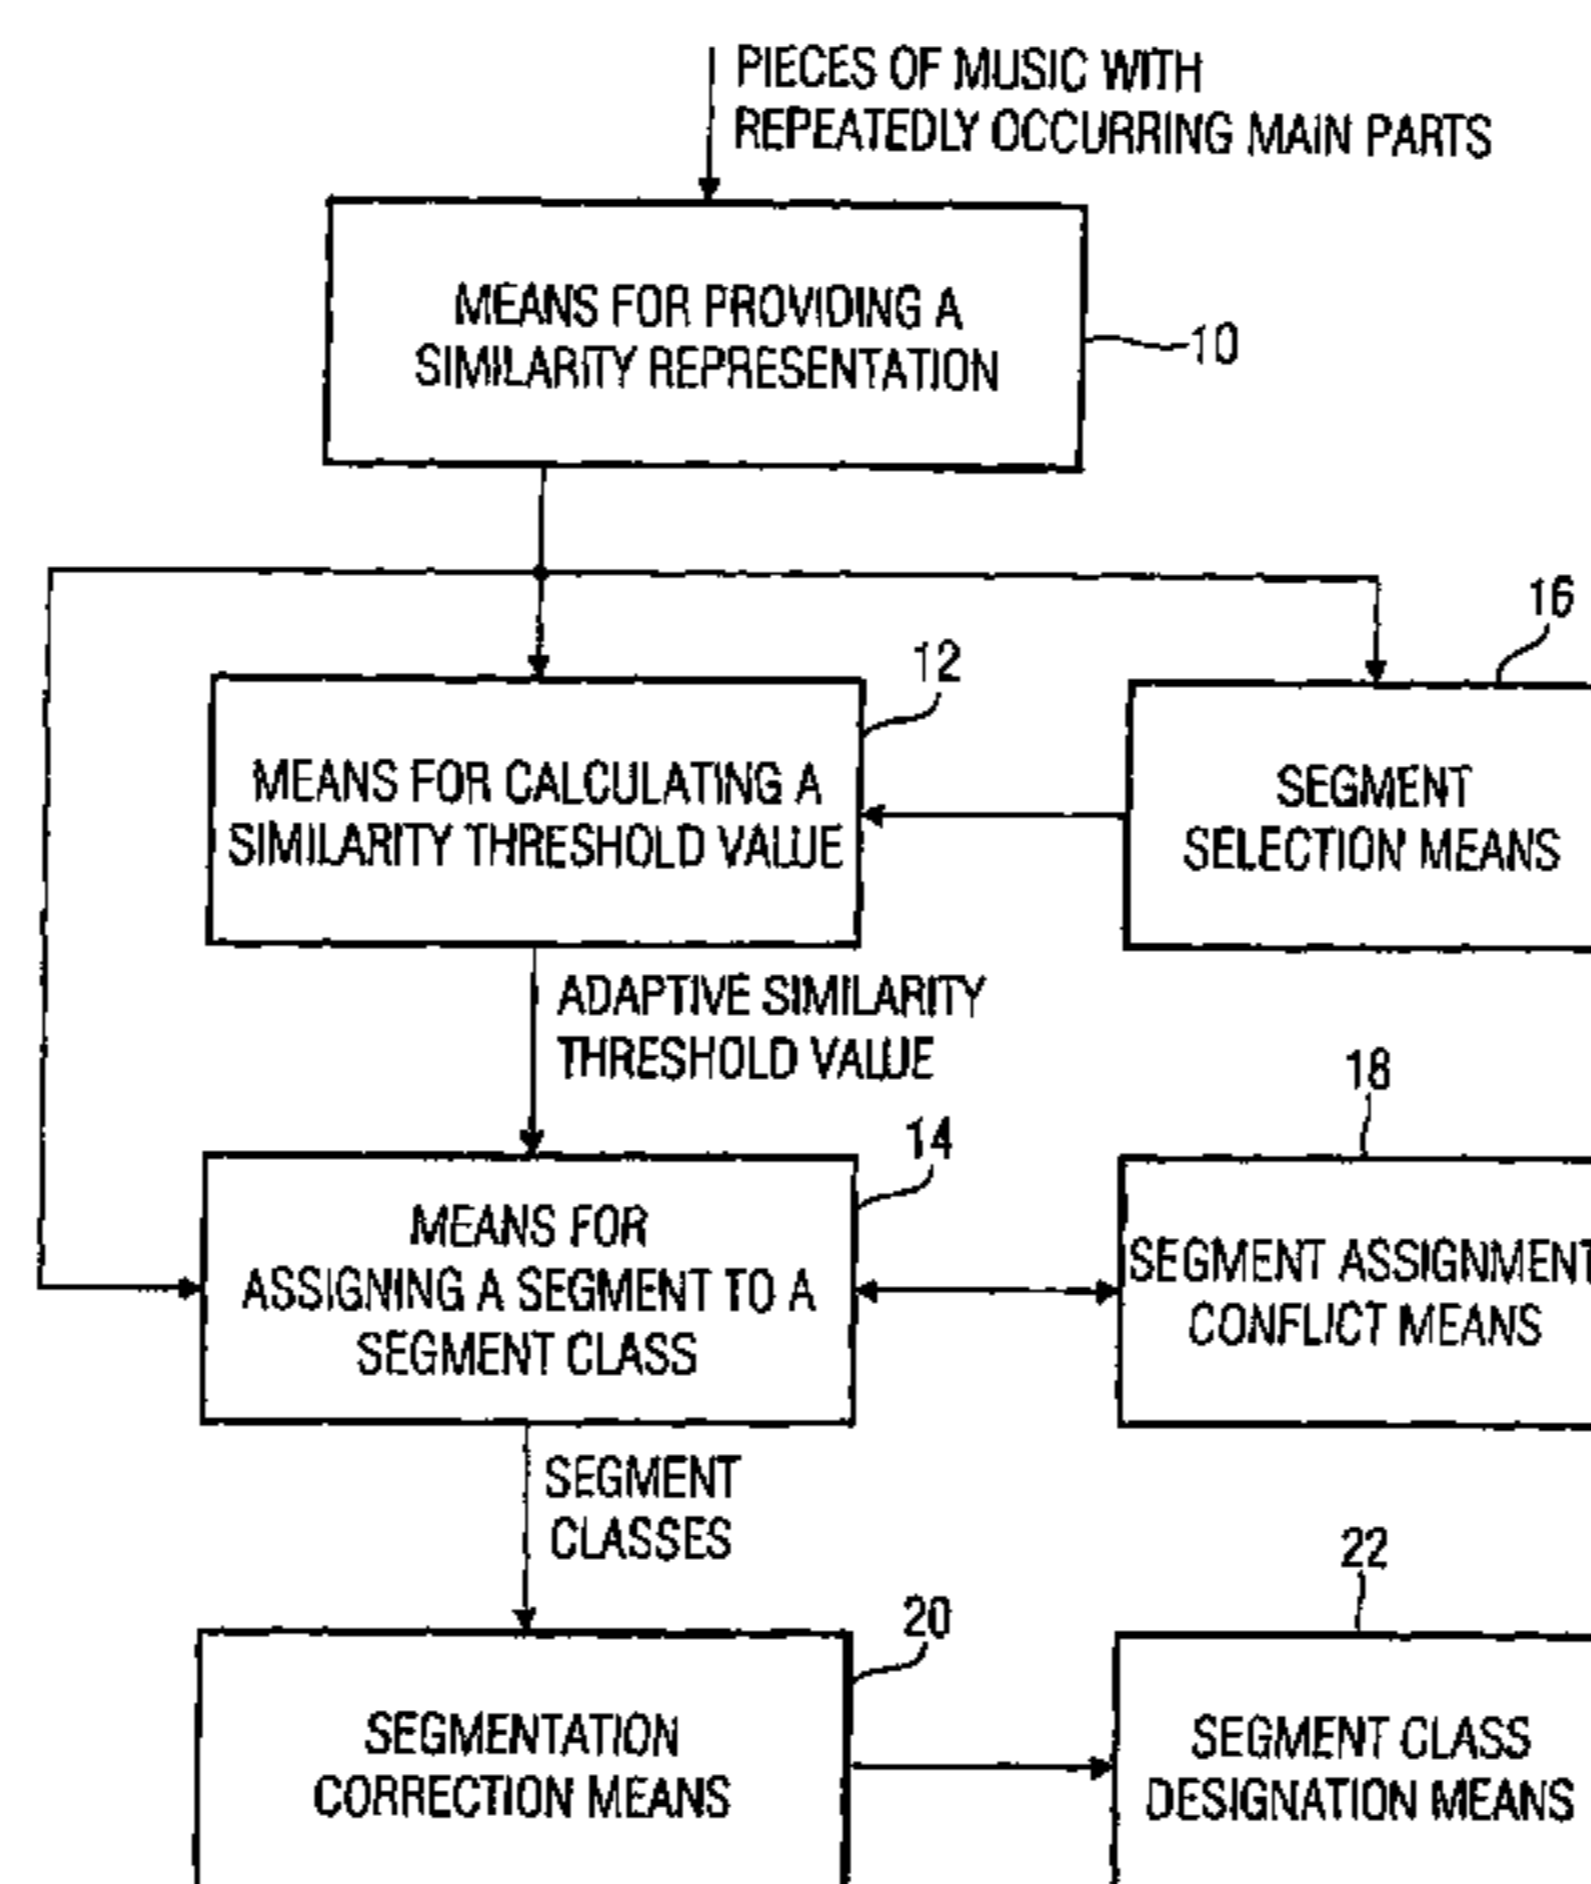 PIECES OF MUSIC WITH
REPEATEDLY OCCURRING MAIN PARTS
MEANS FOR PROVIDING A
SIMILARITY REPRESENTATION
10
16
12
MEANS FOR CALCULATING A
SIMILARITY THRESHOLD VALUE
SEGMENT
SELECTION MEANS
ADAPTIVE SIMILARITY
THRESHOLD VALUE
18
14
MEANS FOR
ASSIGNING A SEGMENT TO A
SEGMENT CLASS
SEGMENT ASSIGNMENT
CONFLICT MEANS
SEGMENT
CLASSES
22
20
SEGMENTATION
CORRECTION MEANS
SEGMENT CLASS
DESIGNATION MEANS